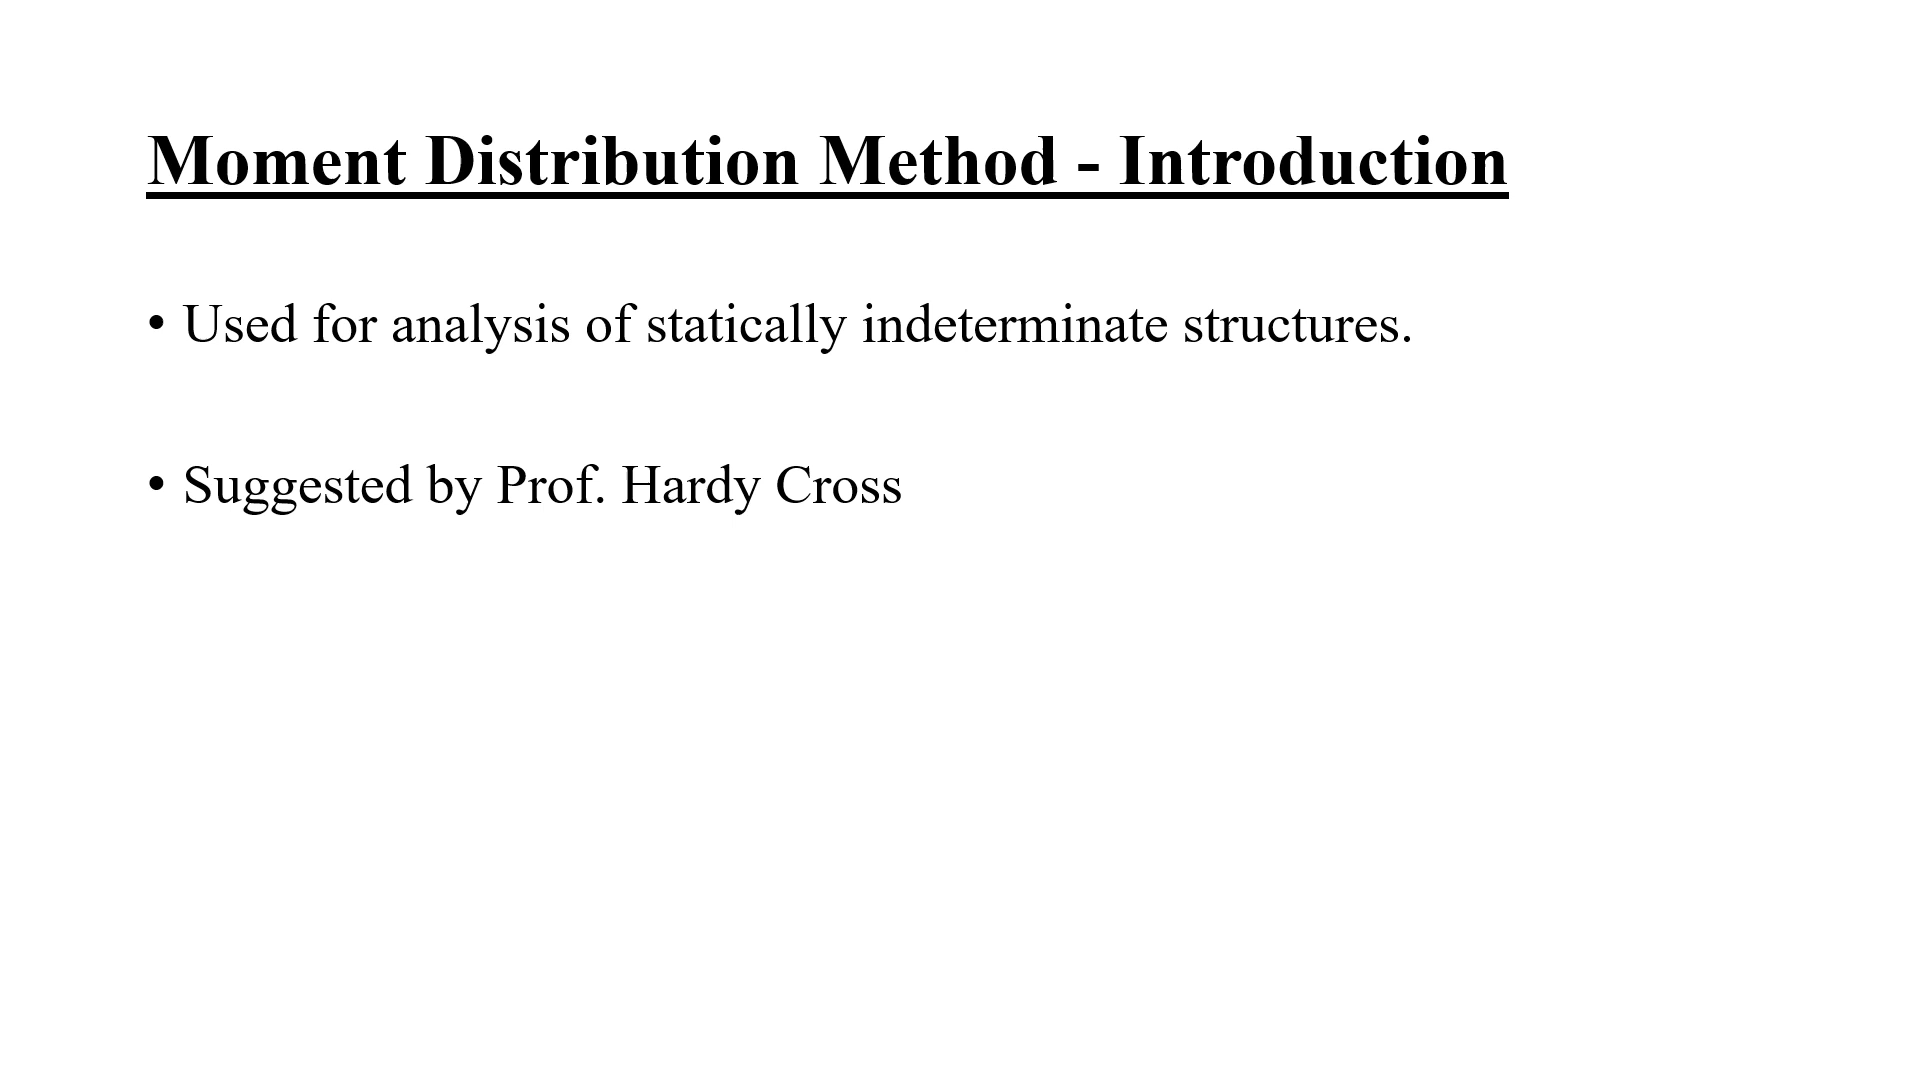 Moment Distribution Method - Introduction
• Used for analysis of statically indeterminate structures.
• Suggested by Prof. Hardy Cross